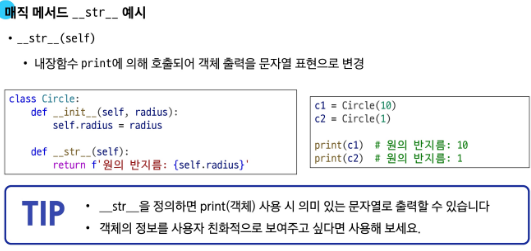 매직 메서드 __str__ 예시
• __str__(self)
• 내장함수 print에 의해 호출되어 객체 출력을 문자열 표현으로 변경
class Circle:
    def __init__(self, radius):
        self.radius = radius
    def __str__(self):
        return f'원의 반지름: {self.radius}'
c1 = Circle(10)
c2 = Circle(1)
print(c1)  # 원의 반지름: 10
print(c2)  # 원의 반지름: 1
TIP
• __str__을 정의하면 print(객체) 사용 시 의미 있는 문자열로 출력할 수 있습니다
• 객체의 정보를 사용자 친화적으로 보여주고 싶다면 사용해 보세요.